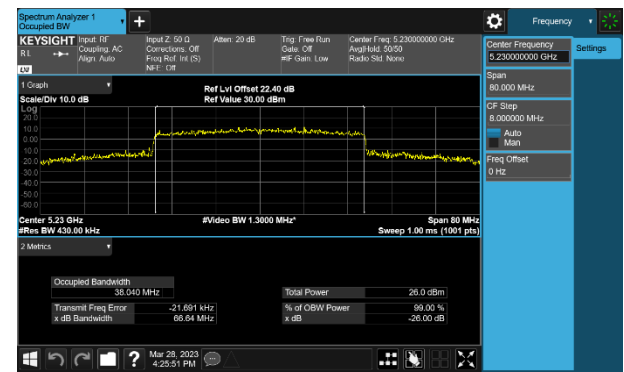 Spectrum Analyzer 1
Occupied BW
KEYSIGHT
RL
LXI
Input: RF
Coupling: AC
Align: Auto
Input Z: 50 Ω
Corrections: Off
Freq Ref: Int (S)
NFE: Off
Atten: 20 dB
Trig: Free Run
Gate: Off
#IF Gain: Low
Center Freq: 5.230000000 GHz
Avg|Hold: 50/50
Radio Std: None
Frequency
Center Frequency
5.230000000 GHz
Settings
Span
80.000 MHz
CF Step
8.000000 MHz
Auto
Man
Freq Offset
0 Hz
1 Graph
Scale/Div 10.0 dB
Ref Lvl Offset 22.40 dB
Ref Value 30.00 dBm
Log
20.0
10.0
0.00
-10.0
-20.0
-30.0
-40.0
-50.0
-60.0
Center 5.23 GHz
#Video BW 1.3000 MHz*
Span 80 MHz
#Res BW 430.00 kHz
Sweep 1.00 ms (1001 pts)
2 Metrics
Occupied Bandwidth
38.040 MHz
Total Power 26.0 dBm
Transmit Freq Error -21.691 kHz
% of OBW Power 99.00 %
x dB Bandwidth 66.64 MHz
x dB -26.00 dB
?
Mar 28, 2023
4:25:51 PM